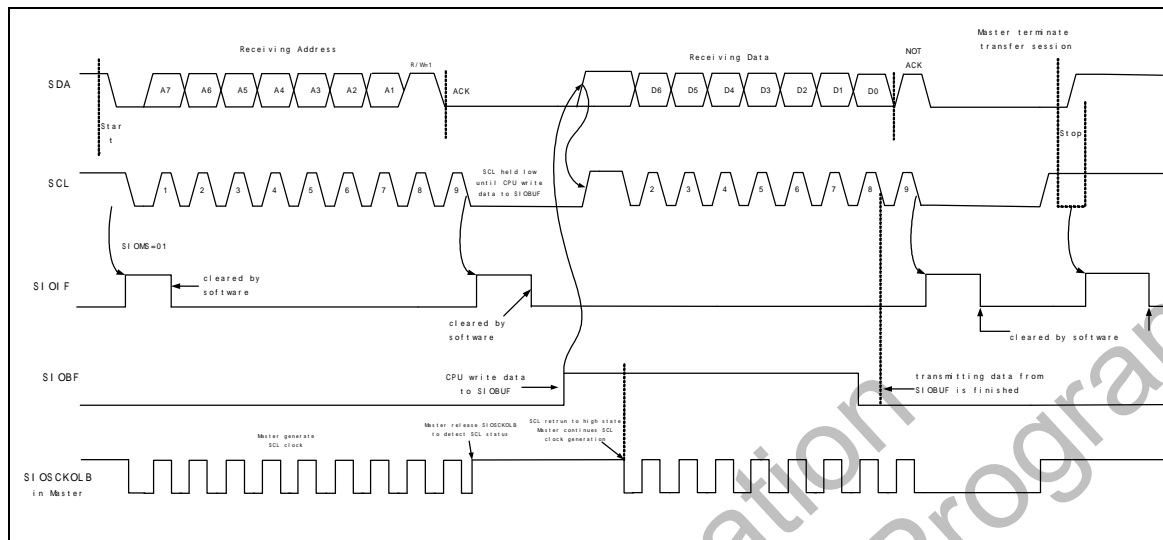 Receiving Address
R/W=1
Receiving Data
NOT
ACK
Master terminate
transfer session
SDA
A7 A6 A5 A4 A3 A2 A1
ACK
D6 D5 D4 D3 D2 D1 D0
Star
t
Stop
SCL
1 2 3 4 5 6 7 8 9
SCL held low
until CPU write
data to SIOBUF
2 3 4 5 6 7 8 9
SIOMS=01
SIOIF
cleared by
software
cleared by
software
cleared by
software
SIOBF
CPU write data
to SIOBUF
transmitting data from
SIOBUF is finished
Master generate
SCL clock
Master release SIOSCKOLB
to detect SCL status
SCL retrun to high state
Master continues SCL
clock generation
SIOSCKOLB
in Master
ation
Program